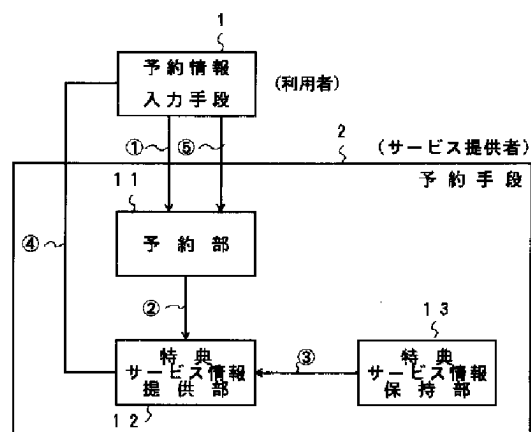 1
予約情報
入力手段
(利用者)
① ⑤
2
(サービス提供者)
予約手段
11
予約部
④
②
13
特典
サービス情報
提供部
③
特典
サービス情報
保持部
12